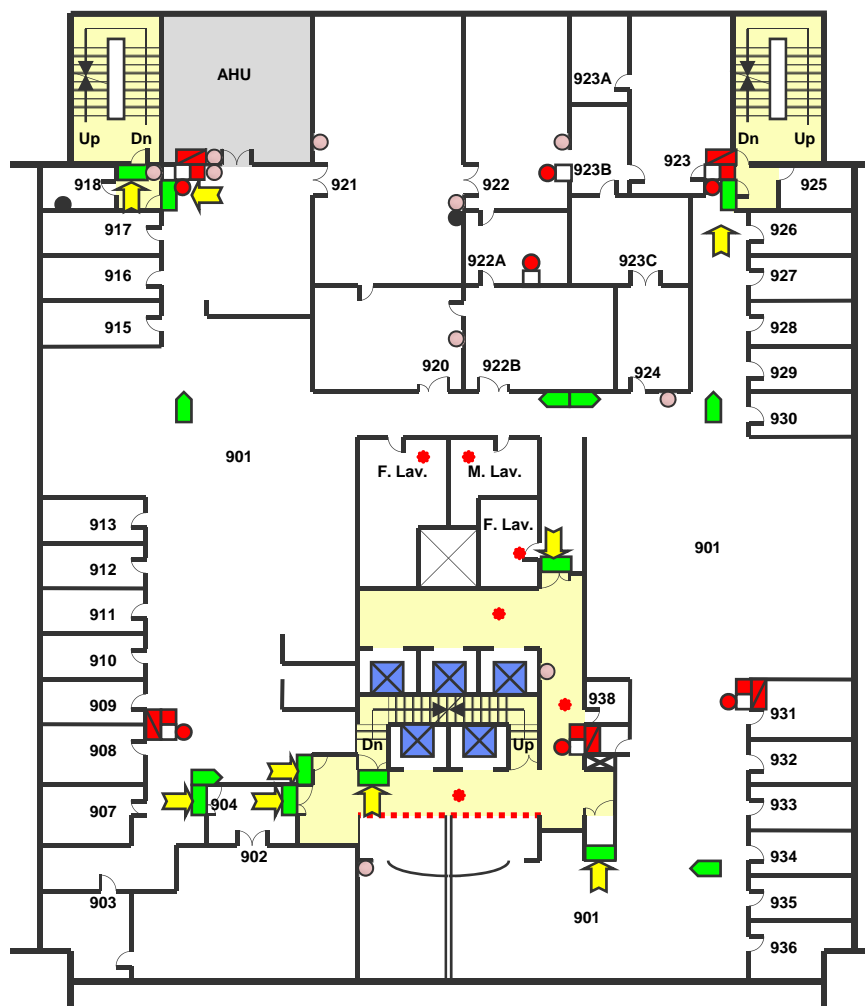 AHU
923A
Up
Dn
Dn
Up
923B
923
918
921
922
925
917
926
922A
923C
916
927
915
928
920
922B
924
929
930
901
F. Lav.
M. Lav.
913
F. Lav.
901
912
911
910
909
938
931
908
Dn
Up
932
907
904
933
902
934
903
901
935
936